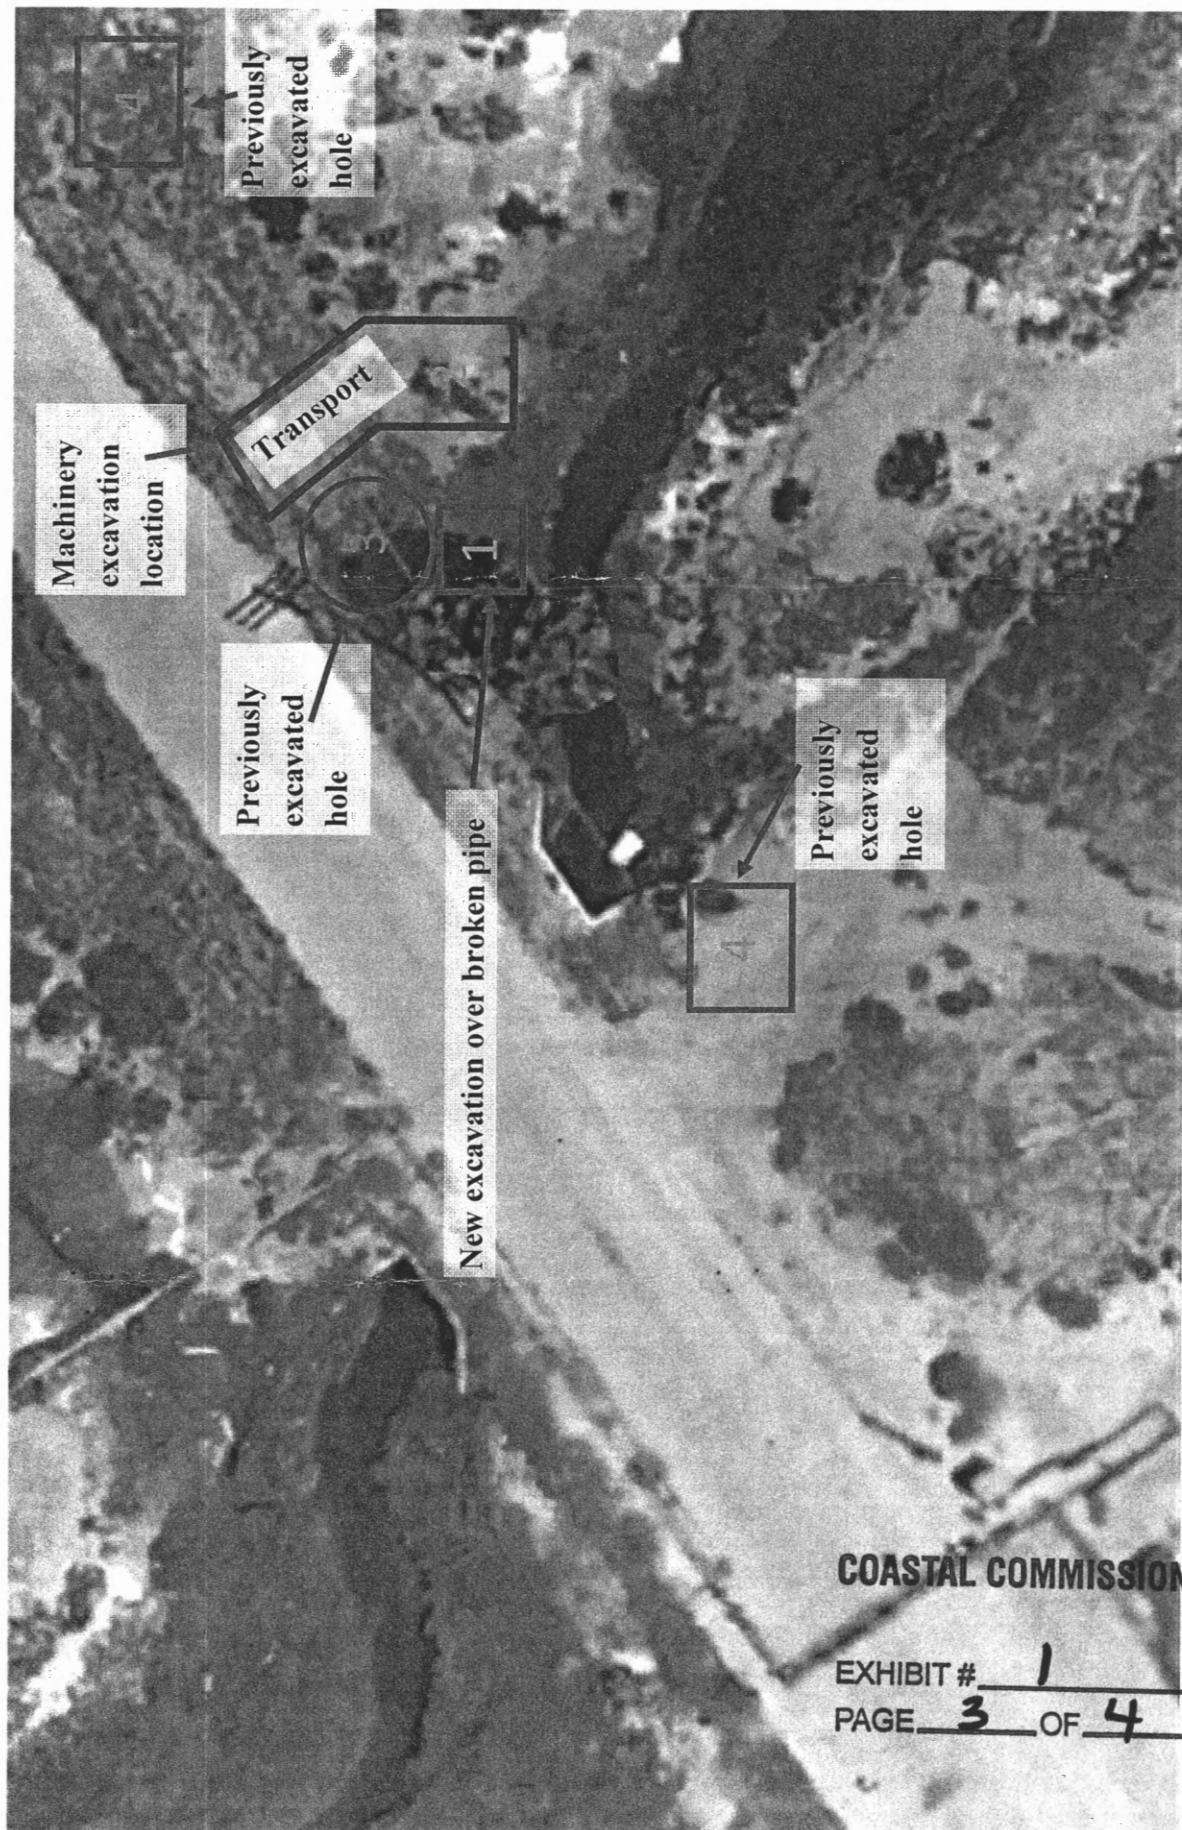 4
Previously
excavated
hole
Machinery
excavation
location
Transport
3
1
Previously
excavated
hole
New excavation over broken pipe
Previously
excavated
hole
4
COASTAL COMMISSION
EXHIBIT # 1
PAGE 3 OF 4